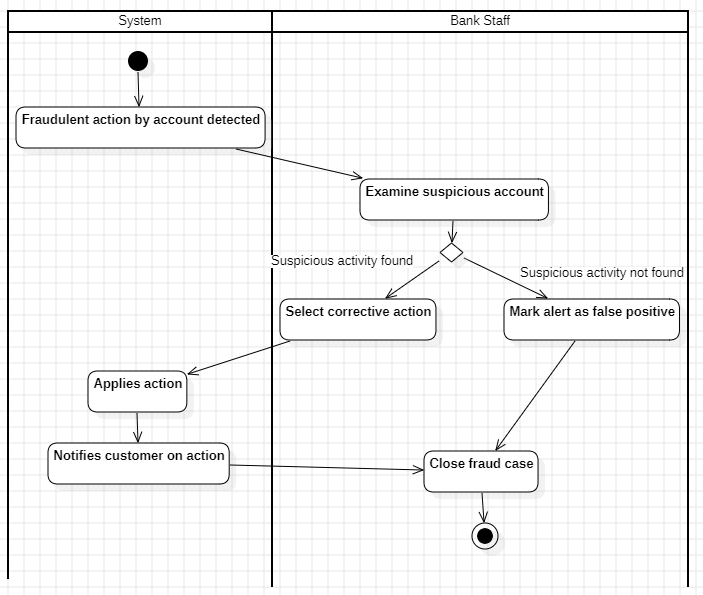 System
Bank Staff
Fraudulent action by account detected
Examine suspicious account
Suspicious activity found
Suspicious activity not found
Select corrective action
Mark alert as false positive
Applies action
Notifies customer on action
Close fraud case